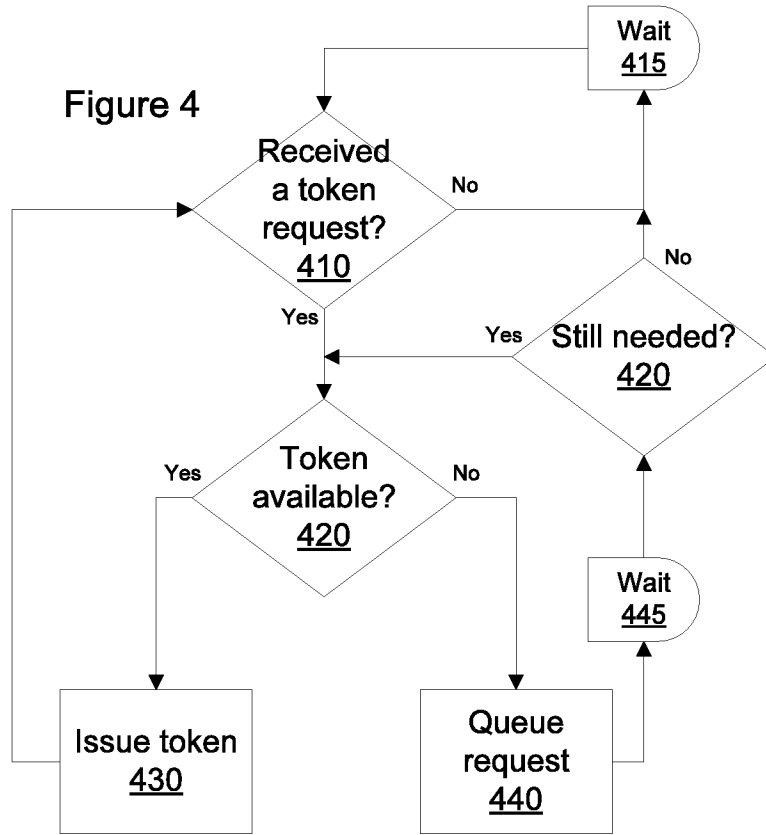 Wait
415
Figure 4
Received
a token
request?
410
No
Yes
No
Yes
Still needed?
420
Yes
Token
available?
420
No
Wait
445
Issue token
430
Queue
request
440